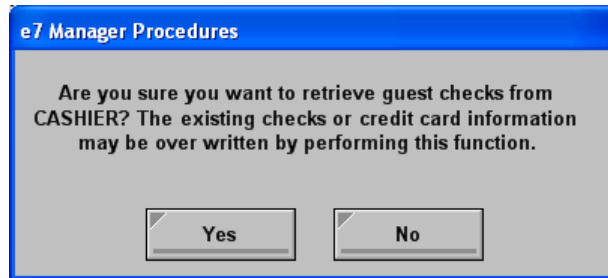 e7 Manager Procedures
Are you sure you want to retrieve guest checks from
CASHIER? The existing checks or credit card information
may be over written by performing this function.
Yes
No